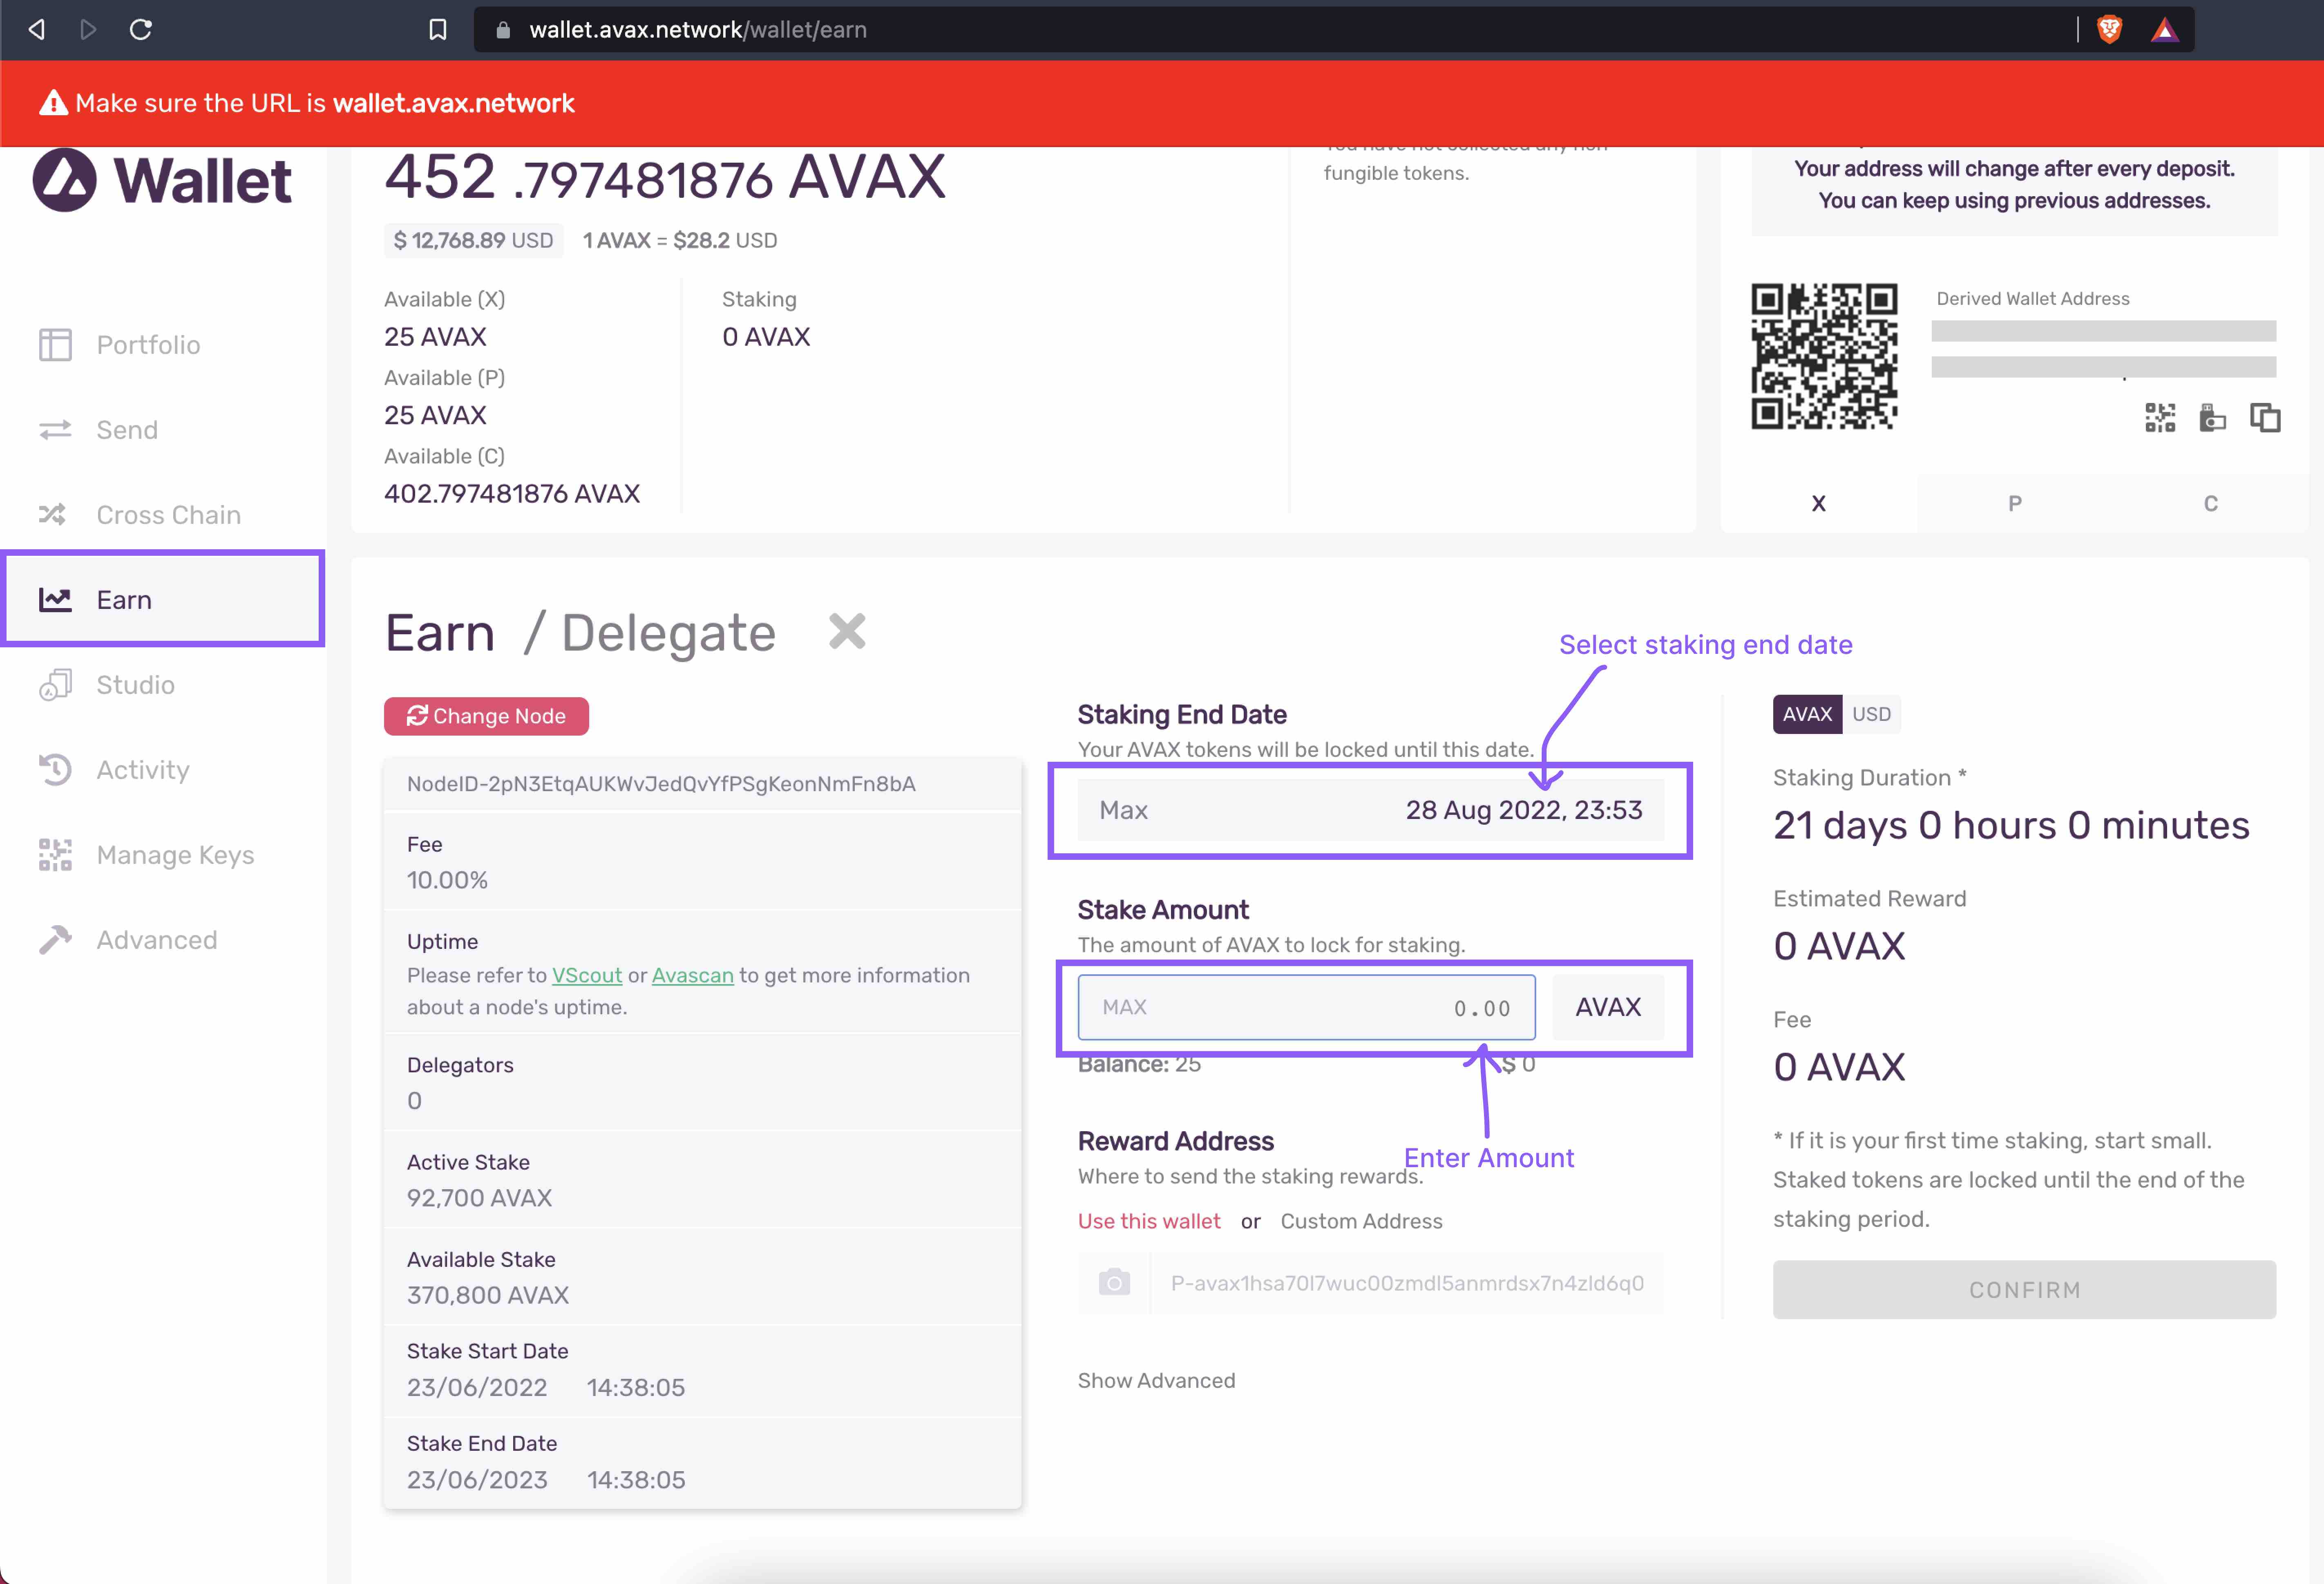 wallet.avax.network/wallet/earn
Make sure the URL is wallet.avax.network
Wallet
Portfolio
Send
Cross Chain
Earn
Studio
Activity
Manage Keys
Advanced
452 .797481876 AVAX
$ 12,768.89 USD 1 AVAX = $28.2 USD
Available (X)
25 AVAX
Available (P)
25 AVAX
Available (C)
402.797481876 AVAX
Staking
0 AVAX
You have not collected any non
fungible tokens.
Your address will change after every deposit.
You can keep using previous addresses.
Derived Wallet Address
X P C
Earn / Delegate
Change Node
NodeID-2pN3EtqAUKWvJedQvYfPSgKeonNmFn8bA
Fee
10.00%
Uptime
Please refer to VScout or Avascan to get more information
about a node's uptime.
Delegators
0
Active Stake
92,700 AVAX
Available Stake
370,800 AVAX
Stake Start Date
23/06/2022 14:38:05
Stake End Date
23/06/2023 14:38:05
Select staking end date
Staking End Date
Your AVAX tokens will be locked until this date.
Max 28 Aug 2022, 23:53
Stake Amount
The amount of AVAX to lock for staking.
MAX 0.00 AVAX
Balance: 25 $ 0
Enter Amount
Reward Address
Where to send the staking rewards.
Use this wallet or Custom Address
P-avax1hsa70l7wuc00zmdl5anmrdsx7n4zld6q0
Show Advanced
AVAX USD
Staking Duration *
21 days 0 hours 0 minutes
Estimated Reward
0 AVAX
Fee
0 AVAX
* If it is your first time staking, start small.
Staked tokens are locked until the end of the
staking period.
CONFIRM